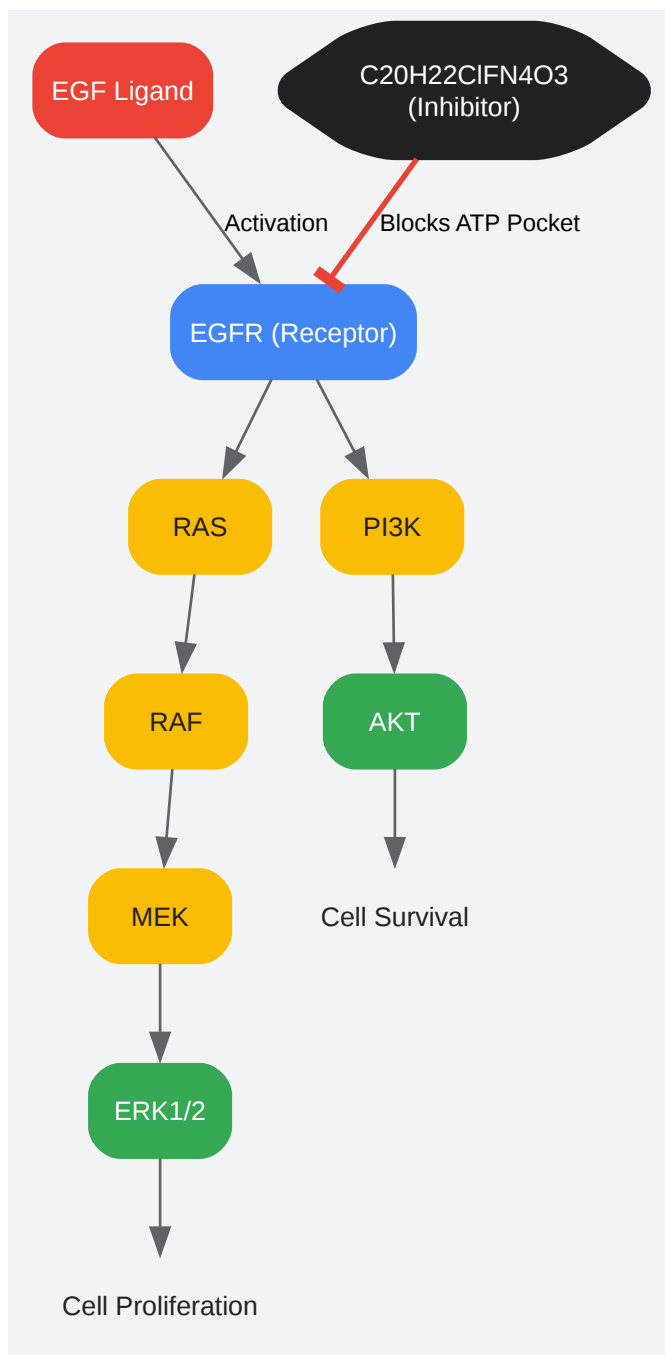 EGF Ligand
C20H22ClFN4O3
(Inhibitor)
Activation
Blocks ATP Pocket
EGFR (Receptor)
RAS
PI3K
RAF
AKT
MEK
Cell Survival
ERK1/2
Cell Proliferation